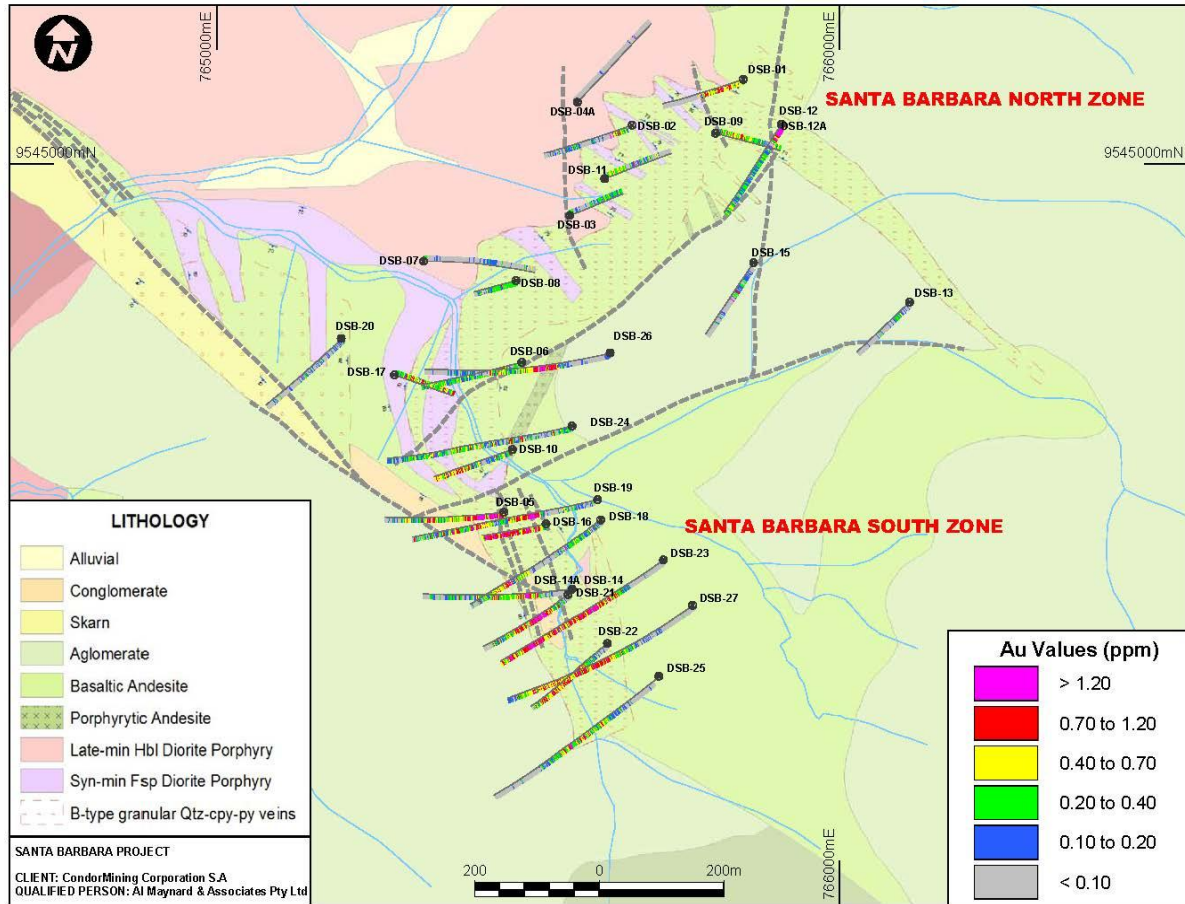 N
765000mE
766000mE
DSB-01
DSB-04A
SANTA BARBARA NORTH ZONE
DSB-12
DSB-02
DSB-09
DSB-12A
9545000mN
9545000mN
DSB-11
DSB-03
DSB-07
DSB-15
DSB-08
DSB-13
DSB-20
DSB-26
DSB-06
DSB-17
DSB-24
DSB-10
DSB-19
DSB-05
DSB-18
DSB-16
SANTA BARBARA SOUTH ZONE
DSB-23
DSB-14A
DSB-14
DSB-21
DSB-27
DSB-22
DSB-25
LITHOLOGY
Alluvial
Conglomerate
Skarn
Aglomerate
Basaltic Andesite
Porphyrytic Andesite
Late-min Hbl Diorite Porphyry
Syn-min Fsp Diorite Porphyry
B-type granular Qtz-cpy-py veins
SANTA BARBARA PROJECT
CLIENT: CondorMining Corporation S.A
QUALIFIED PERSON: Al Maynard & Associates Pty Ltd
200
0
200m
766000mE
Au Values (ppm)
> 1.20
0.70 to 1.20
0.40 to 0.70
0.20 to 0.40
0.10 to 0.20
< 0.10